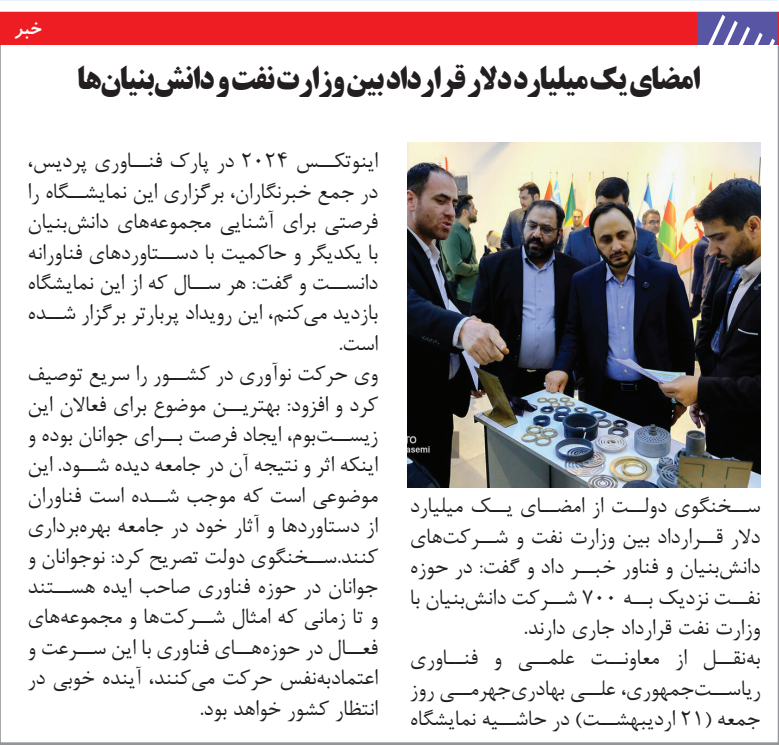 خبر
امضای یک میلیارد دلار قرارداد بین وزارت نفت و دانش‌بنیان‌ها
سخنگوی دولت از امضای یک میلیارد
دلار قرارداد بین وزارت نفت و شرکت‌های
دانش‌بنیان و فناور خبر داد و گفت: در حوزه
نفت نزدیک به ۷۰۰ شرکت دانش‌بنیان با
وزارت نفت قرارداد جاری دارند.
به‌نقل از معاونت علمی و فناوری
ریاست‌جمهوری، علی بهادری‌جهرمی روز
جمعه (۲۱ اردیبهشت) در حاشیه نمایشگاه
اینوتکس ۲۰۲۴ در پارک فناوری پردیس،
در جمع خبرنگاران، برگزاری این نمایشگاه را
فرصتی برای آشنایی مجموعه‌های دانش‌بنیان
با یکدیگر و حاکمیت با دستاوردهای فناورانه
دانست و گفت: هر سال که از این نمایشگاه
بازدید می‌کنم، این رویداد پربارتر برگزار شده
است.
وی حرکت نوآوری در کشور را سریع توصیف
کرد و افزود: بهترین موضوع برای فعالان این
زیست‌بوم، ایجاد فرصت برای جوانان بوده و
اینکه اثر و نتیجه آن در جامعه دیده شود. این
موضوعی است که موجب شده است فناوران
از دستاوردها و آثار خود در جامعه بهره‌برداری
کنند.سخنگوی دولت تصریح کرد: نوجوانان و
جوانان در حوزه فناوری صاحب ایده هستند
و تا زمانی که امثال شرکت‌ها و مجموعه‌های
فعال در حوزه‌های فناوری با این سرعت و
اعتمادبه‌نفس حرکت می‌کنند، آینده خوبی در
انتظار کشور خواهد بود.